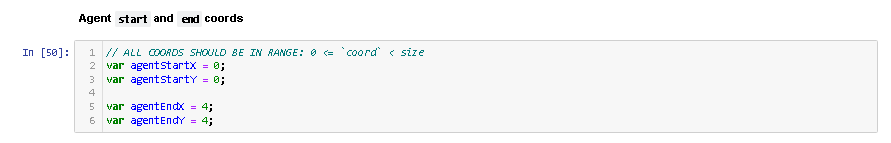 Agent start and end coords
In [50]:
1 // ALL COORDS SHOULD BE IN RANGE: 0 <= `coord` < size
2 var agentStartX = 0;
3 var agentStartY = 0;
4
5 var agentEndX = 4;
6 var agentEndY = 4;